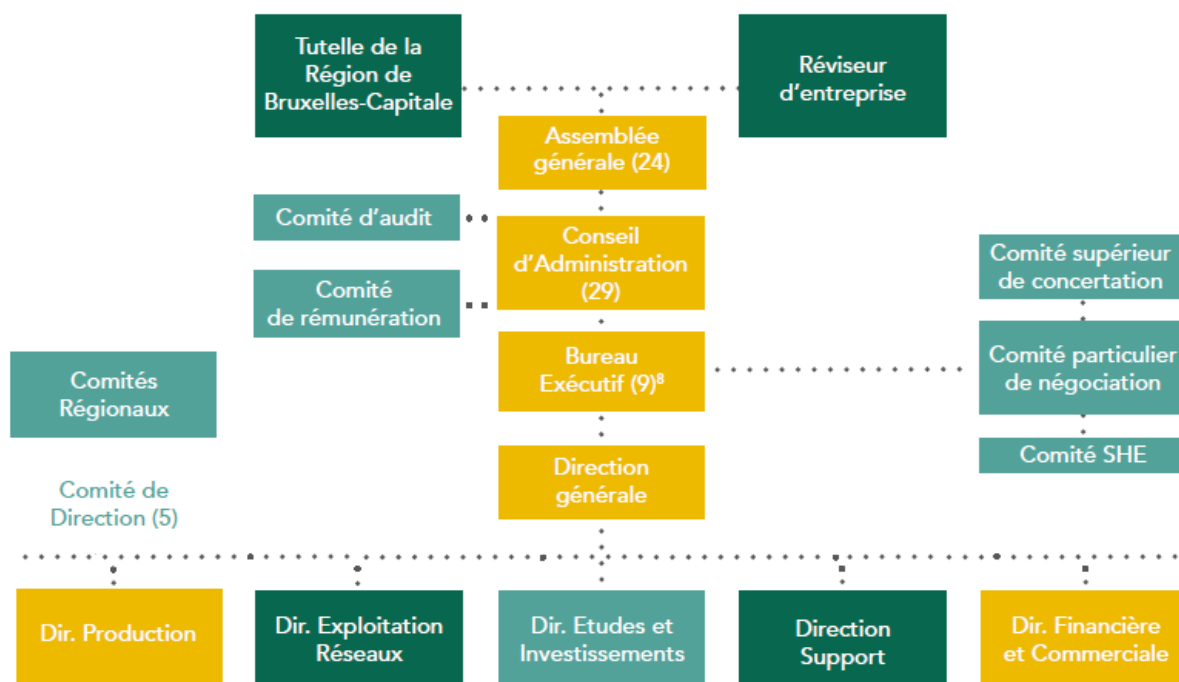 Tutelle de la
Région de
Bruxelles-Capitale
Réviseur
d'entreprise
Assemblée
générale (24)
Comité d'audit
Conseil
d'Administration
(29)
Comité
de rémunération
Comité supérieur
de concertation
Bureau
Exécutif (9)⁸
Comité particulier
de négociation
Comités
Régionaux
Comité SHE
Direction
générale
Comité de
Direction (5)
Dir. Production
Dir. Exploitation
Réseaux
Dir. Etudes et
Investissements
Direction
Support
Dir. Financière
et Commerciale